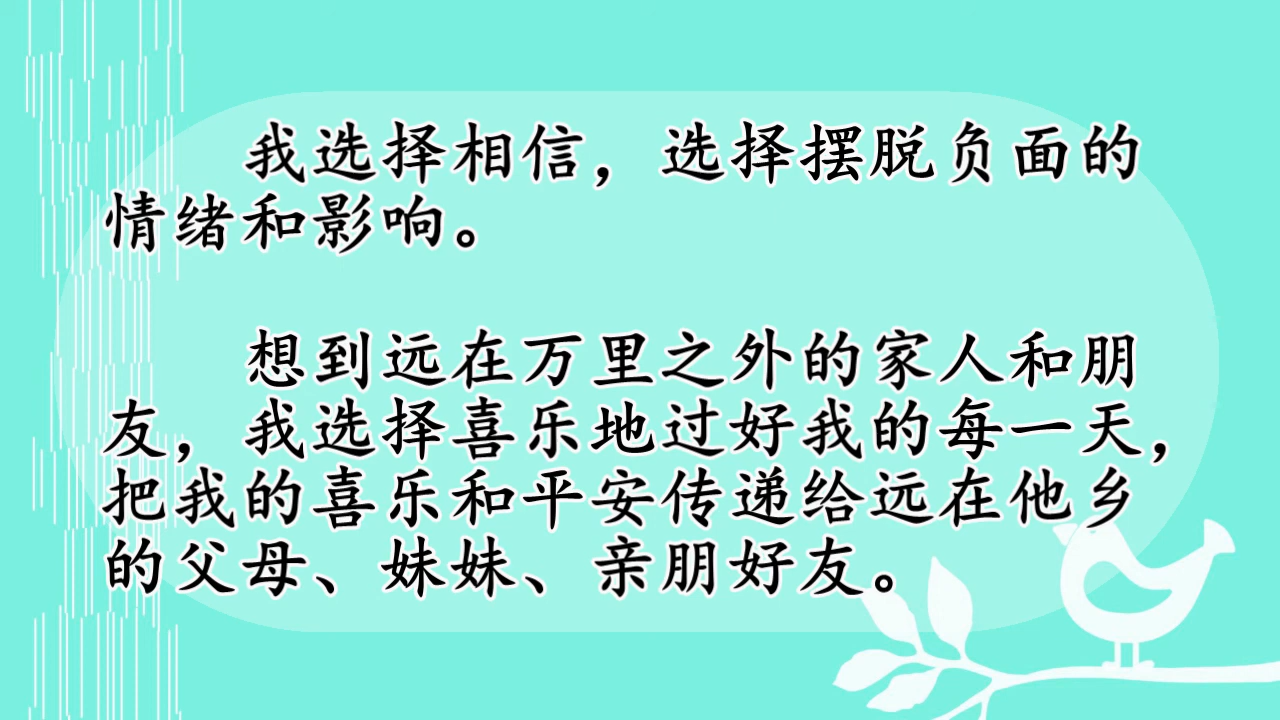 我选择相信，选择摆脱负面的
情绪和影响。
想到远在万里之外的家人和朋
友，我选择喜乐地过好我的每一天，
把我的喜乐和平安传递给远在他乡
的父母、妹妹、亲朋好友。